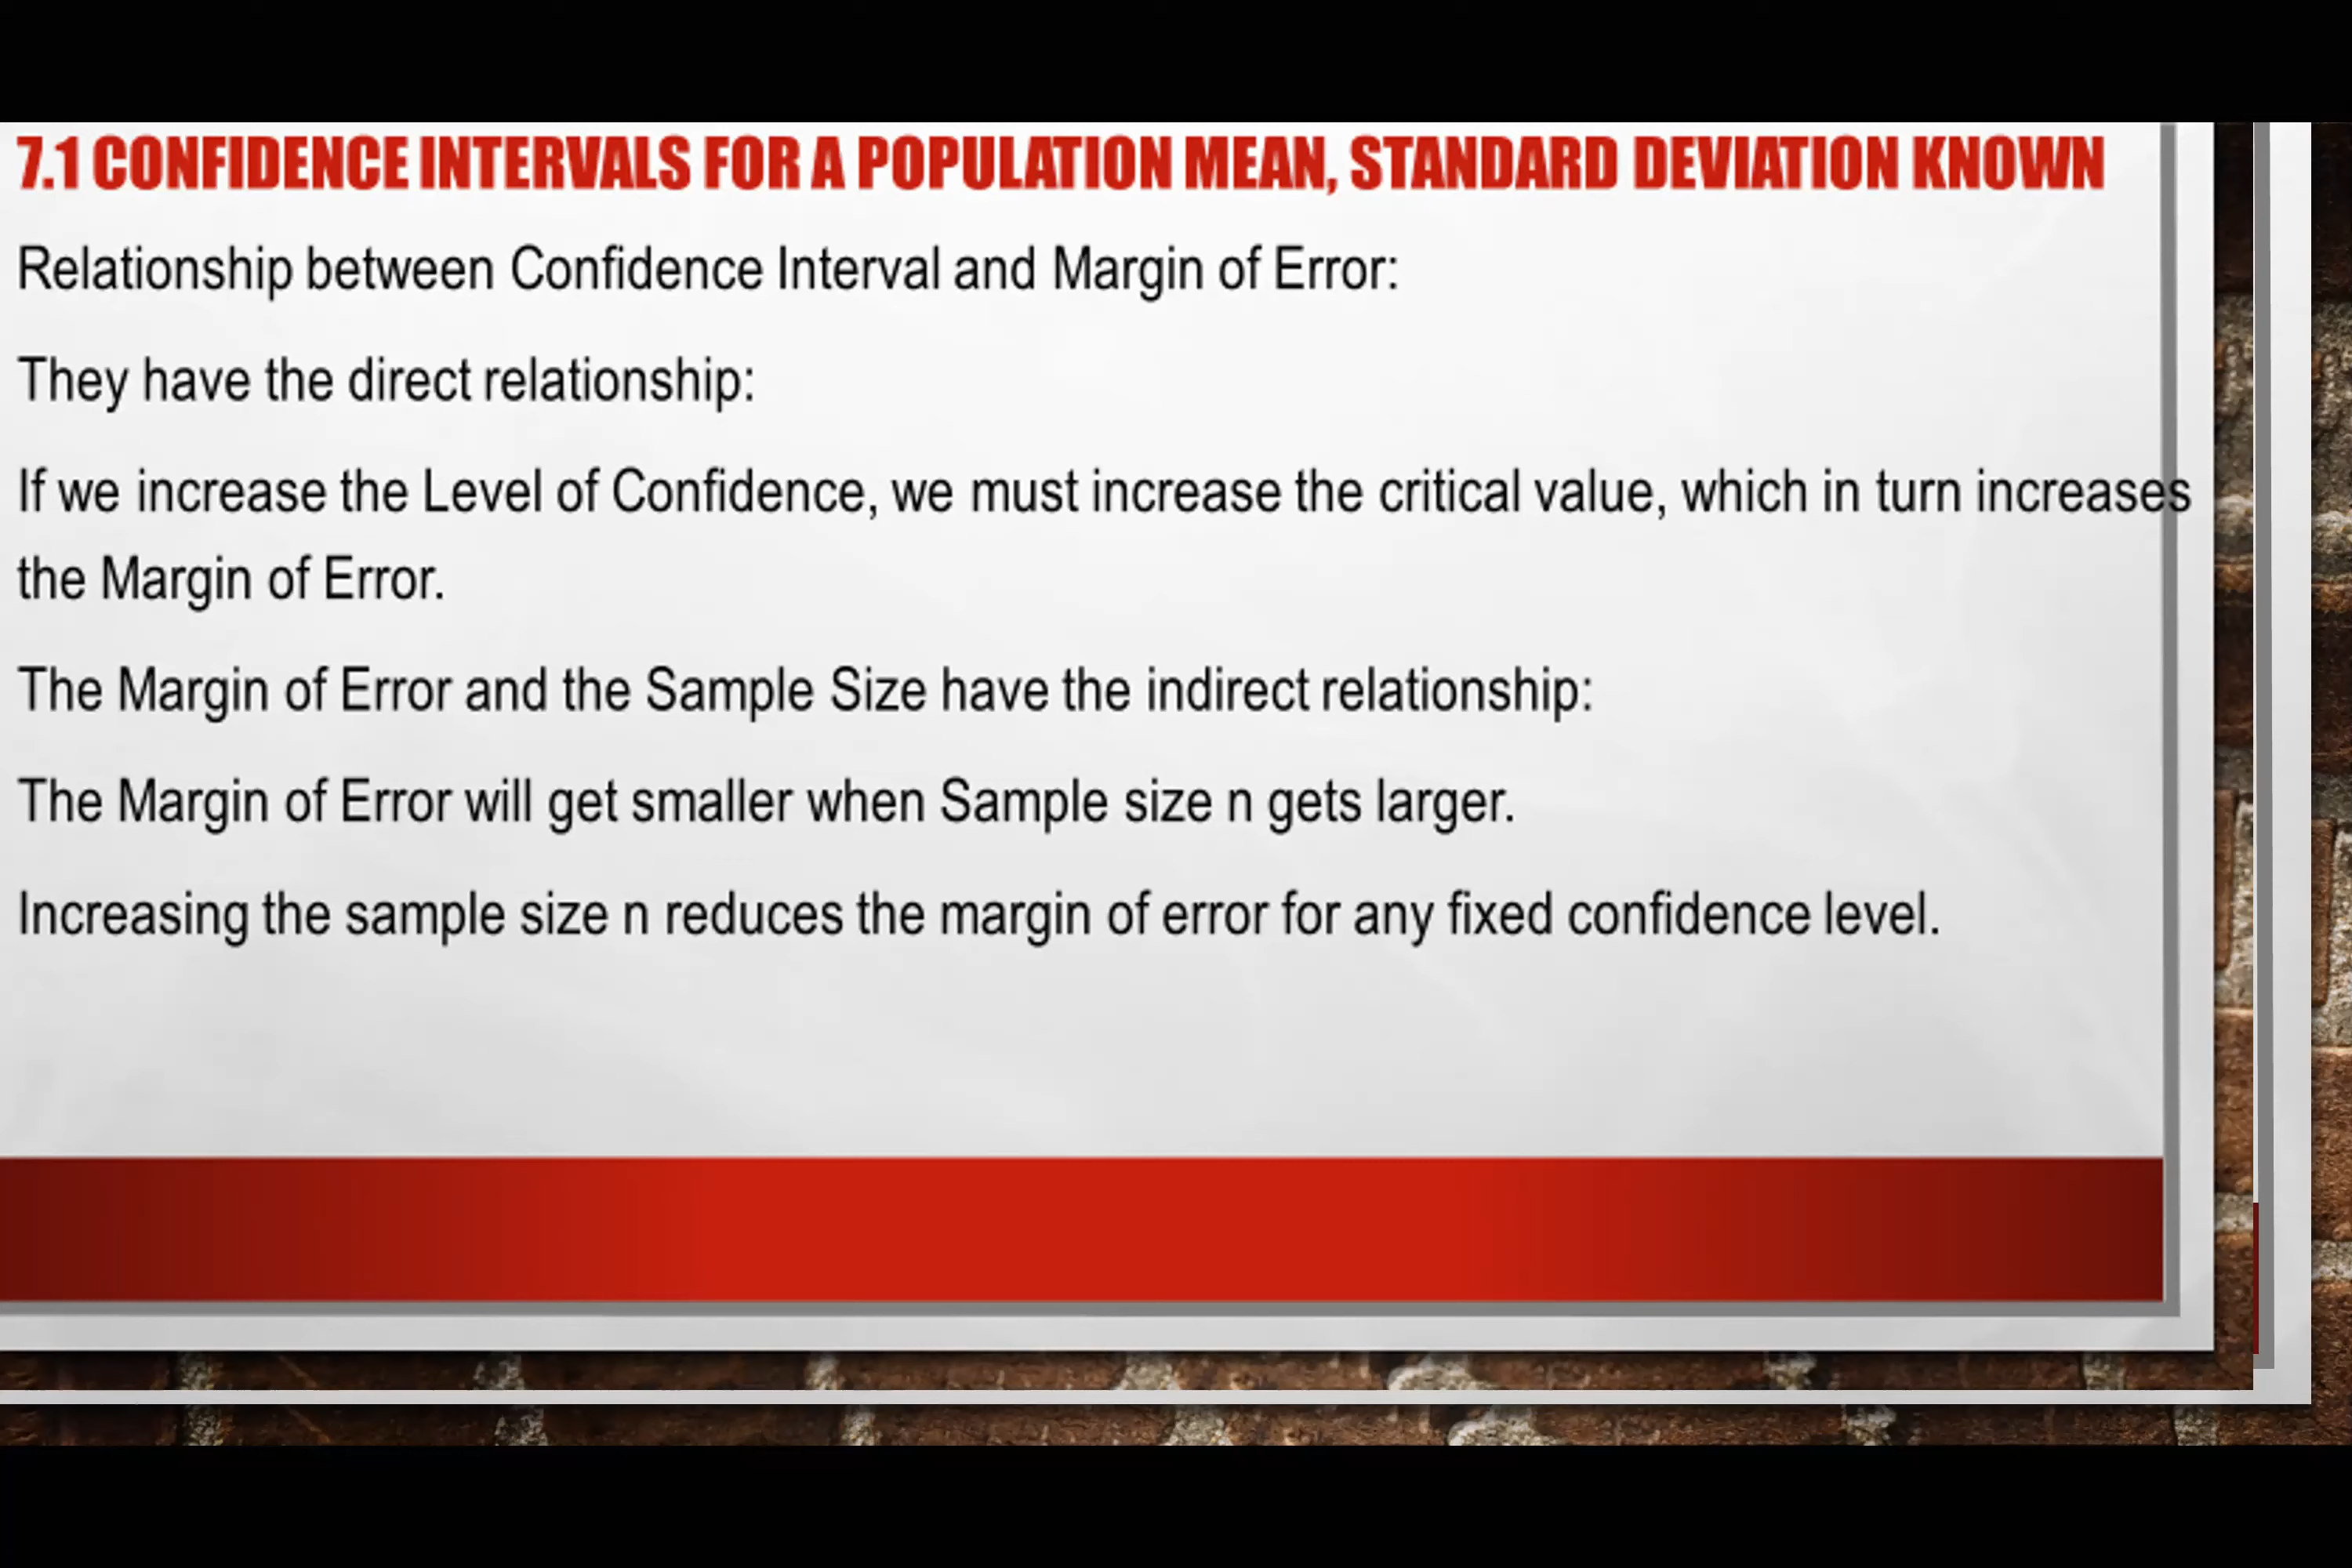 7.1 CONFIDENCE INTERVALS FOR A POPULATION MEAN, STANDARD DEVIATION KNOWN
Relationship between Confidence Interval and Margin of Error:
They have the direct relationship:
If we increase the Level of Confidence, we must increase the critical value, which in turn increases
the Margin of Error.
The Margin of Error and the Sample Size have the indirect relationship:
The Margin of Error will get smaller when Sample size n gets larger.
Increasing the sample size n reduces the margin of error for any fixed confidence level.